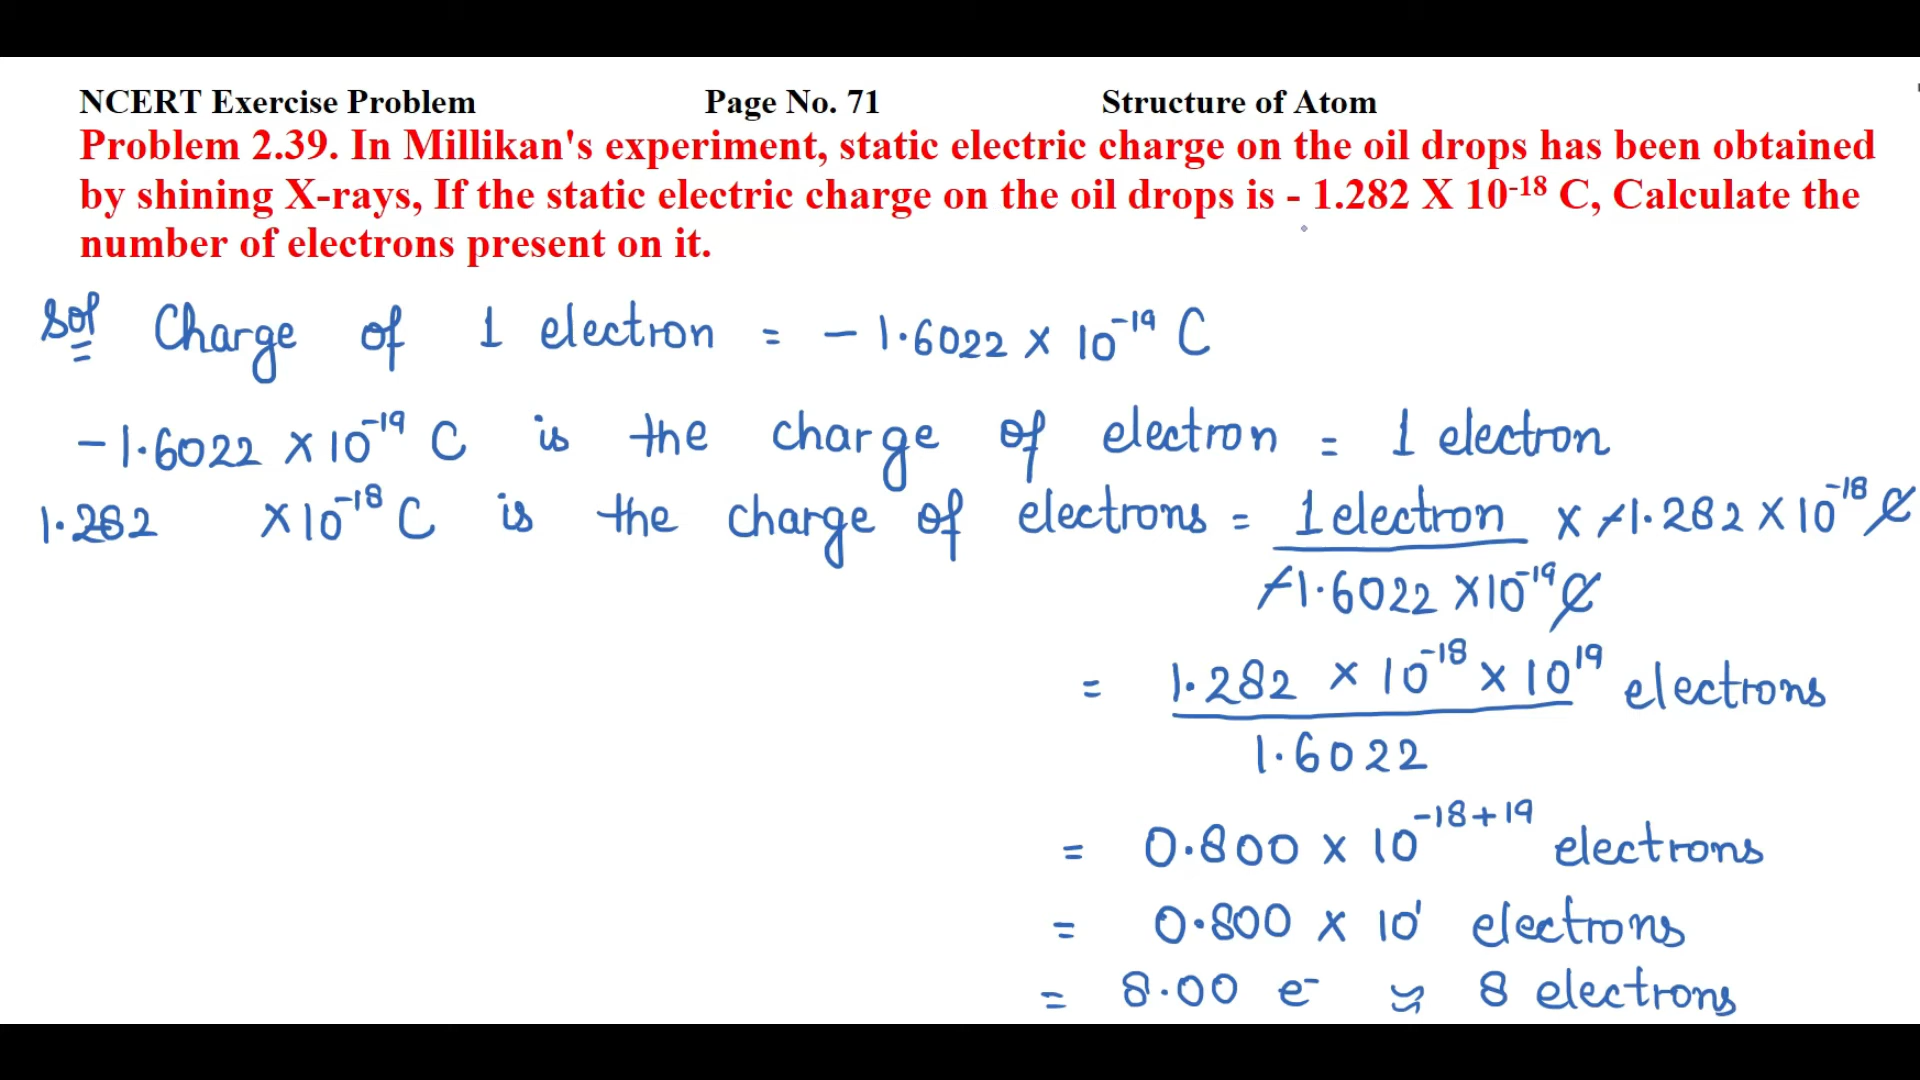 NCERT Exercise Problem Page No. 71 Structure of Atom
Problem 2.39. In Millikan's experiment, static electric charge on the oil drops has been obtained
by shining X-rays, If the static electric charge on the oil drops is - 1.282 X 10⁻¹⁸ C, Calculate the
number of electrons present on it.
Sol Charge of 1 electron = - 1.6022 × 10⁻¹⁹ C
- 1.6022 × 10⁻¹⁹ C is the charge of electron = 1 electron
1.282 × 10⁻¹⁸ C is the charge of electrons = 1 electron × -1.282 × 10⁻¹⁸ C
-1.6022 × 10⁻¹⁹ C
= 1.282 × 10⁻¹⁸ × 10¹⁹ electrons
1.6022
= 0.800 × 10⁻¹⁸⁺¹⁹ electrons
= 0.800 × 10¹ electrons
= 8.00 e⁻ ≈ 8 electrons